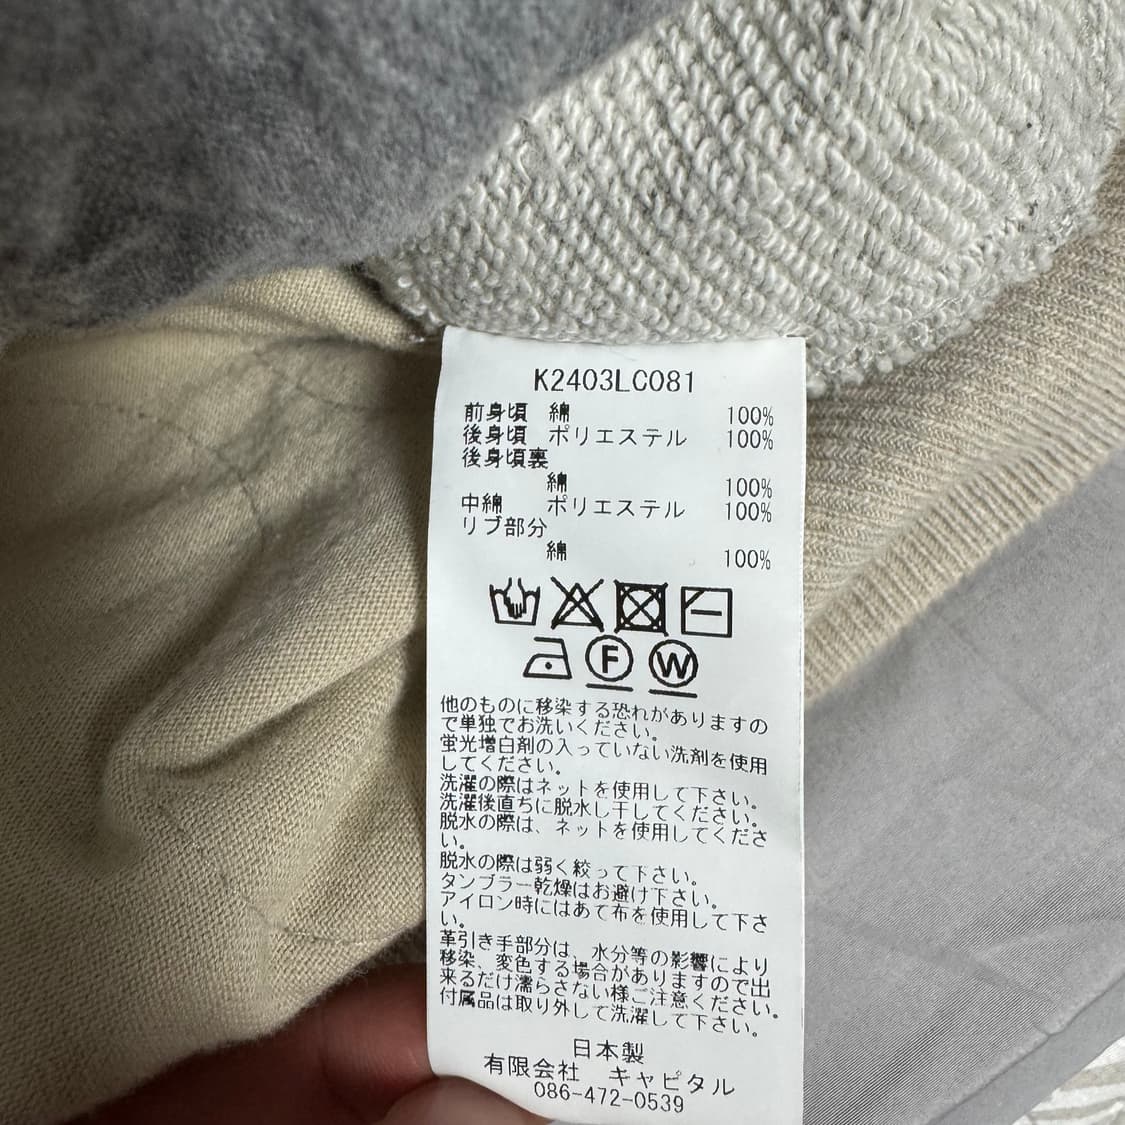 K2403LC081
前身頃 綿 100%
後身頃 ポリエステル 100%
後身頃裏
綿 100%
中綿 ポリエステル 100%
リブ部分
綿 100%
F W
他のものに移染する恐れがありますの
で単独でお洗いください。
蛍光増白剤の入っていない洗剤を使用
してください。
洗濯の際はネットを使用して下さい。
洗濯後直ちに脱水し干してください。
脱水の際は、ネットを使用してくださ
い。
脱水の際は弱く絞って下さい。
タンブラー乾燥はお避け下さい。
アイロン時にはあて布を使用して下さ
い。
革引き手部分は、水分等の影響により
移染、変色する場合がありますので出
来るだけ濡らさない様ご注意ください。
付属品は取り外して洗濯して下さい。
日本製
有限会社 キャピタル
086-472-0539